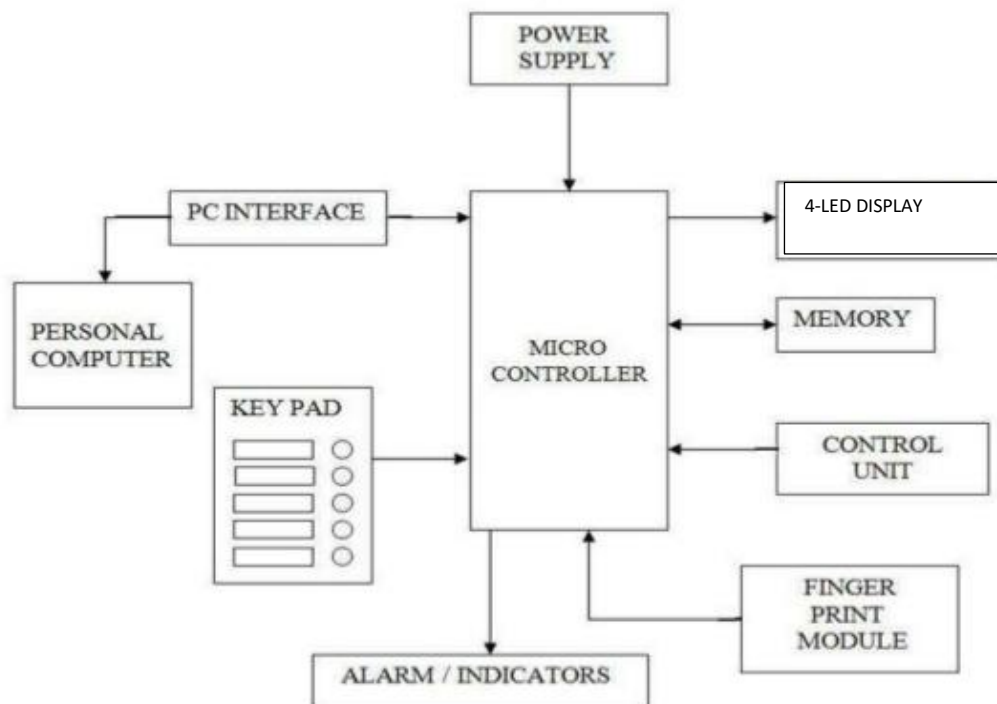 POWER
SUPPLY
PC INTERFACE
4-LED DISPLAY
PERSONAL
COMPUTER
MICRO
CONTROLLER
MEMORY
KEY PAD
CONTROL
UNIT
FINGER
PRINT
MODULE
ALARM / INDICATORS